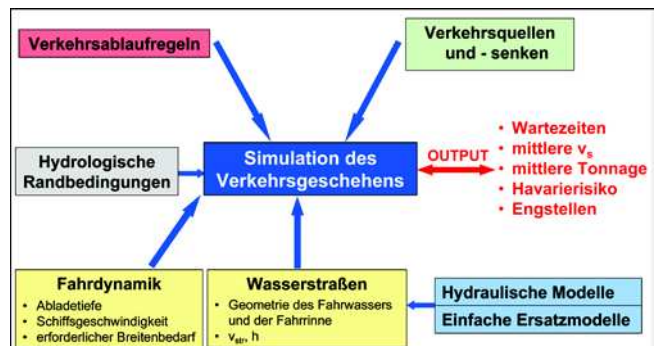 Verkehrsablaufregeln
Verkehrsquellen
und - senken
Hydrologische
Randbedingungen
Simulation des
Verkehrsgeschehens
OUTPUT
• Wartezeiten
• mittlere vs
• mittlere Tonnage
• Havarierisiko
• Engstellen
Fahrdynamik
• Abladetiefe
• Schiffsgeschwindigkeit
• erforderlicher Breitenbedarf
Wasserstraßen
• Geometrie des Fahrwassers
und der Fahrrinne
• vstr, h
Hydraulische Modelle
Einfache Ersatzmodelle